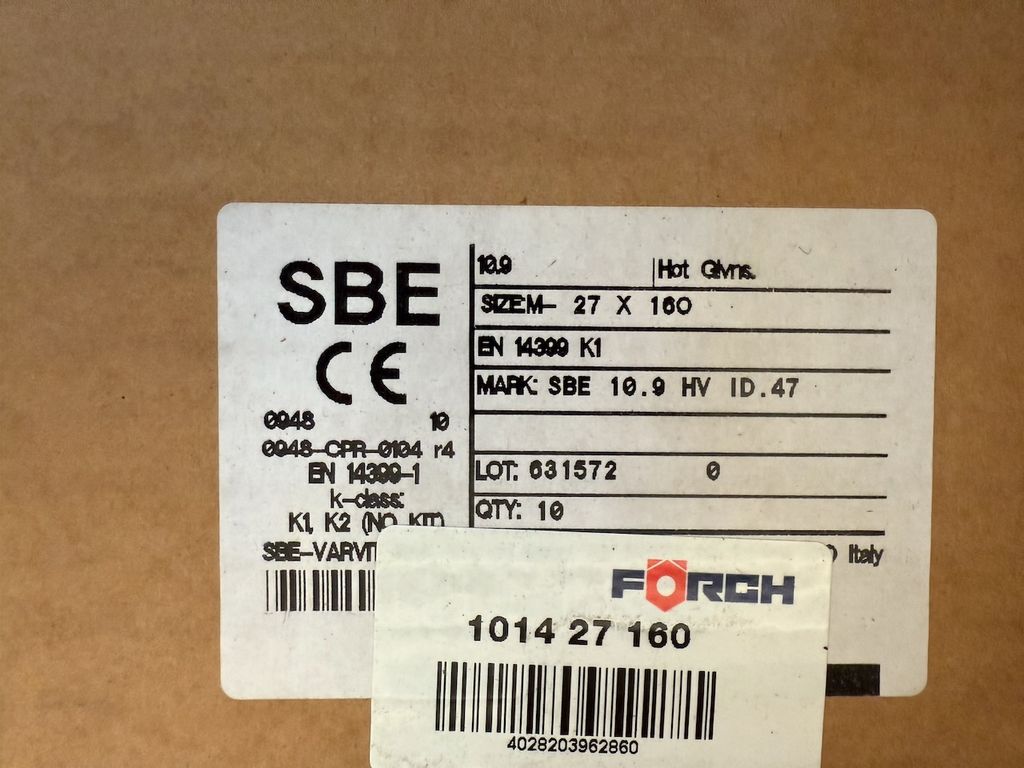 SBE
CE
0948 10
0948-CPR-0104 r4
EN 14399-1
k-class:
K1, K2 (NO KIT)
10.9 Hot Glvns.
SIZE:M- 27 X 160
EN 14399 K1
MARK: SBE 10.9 HV ID.47
LOT: 631572 0
QTY: 10
SBE-VARVIT
Italy
FÖRCH
1014 27 160
4028203962860